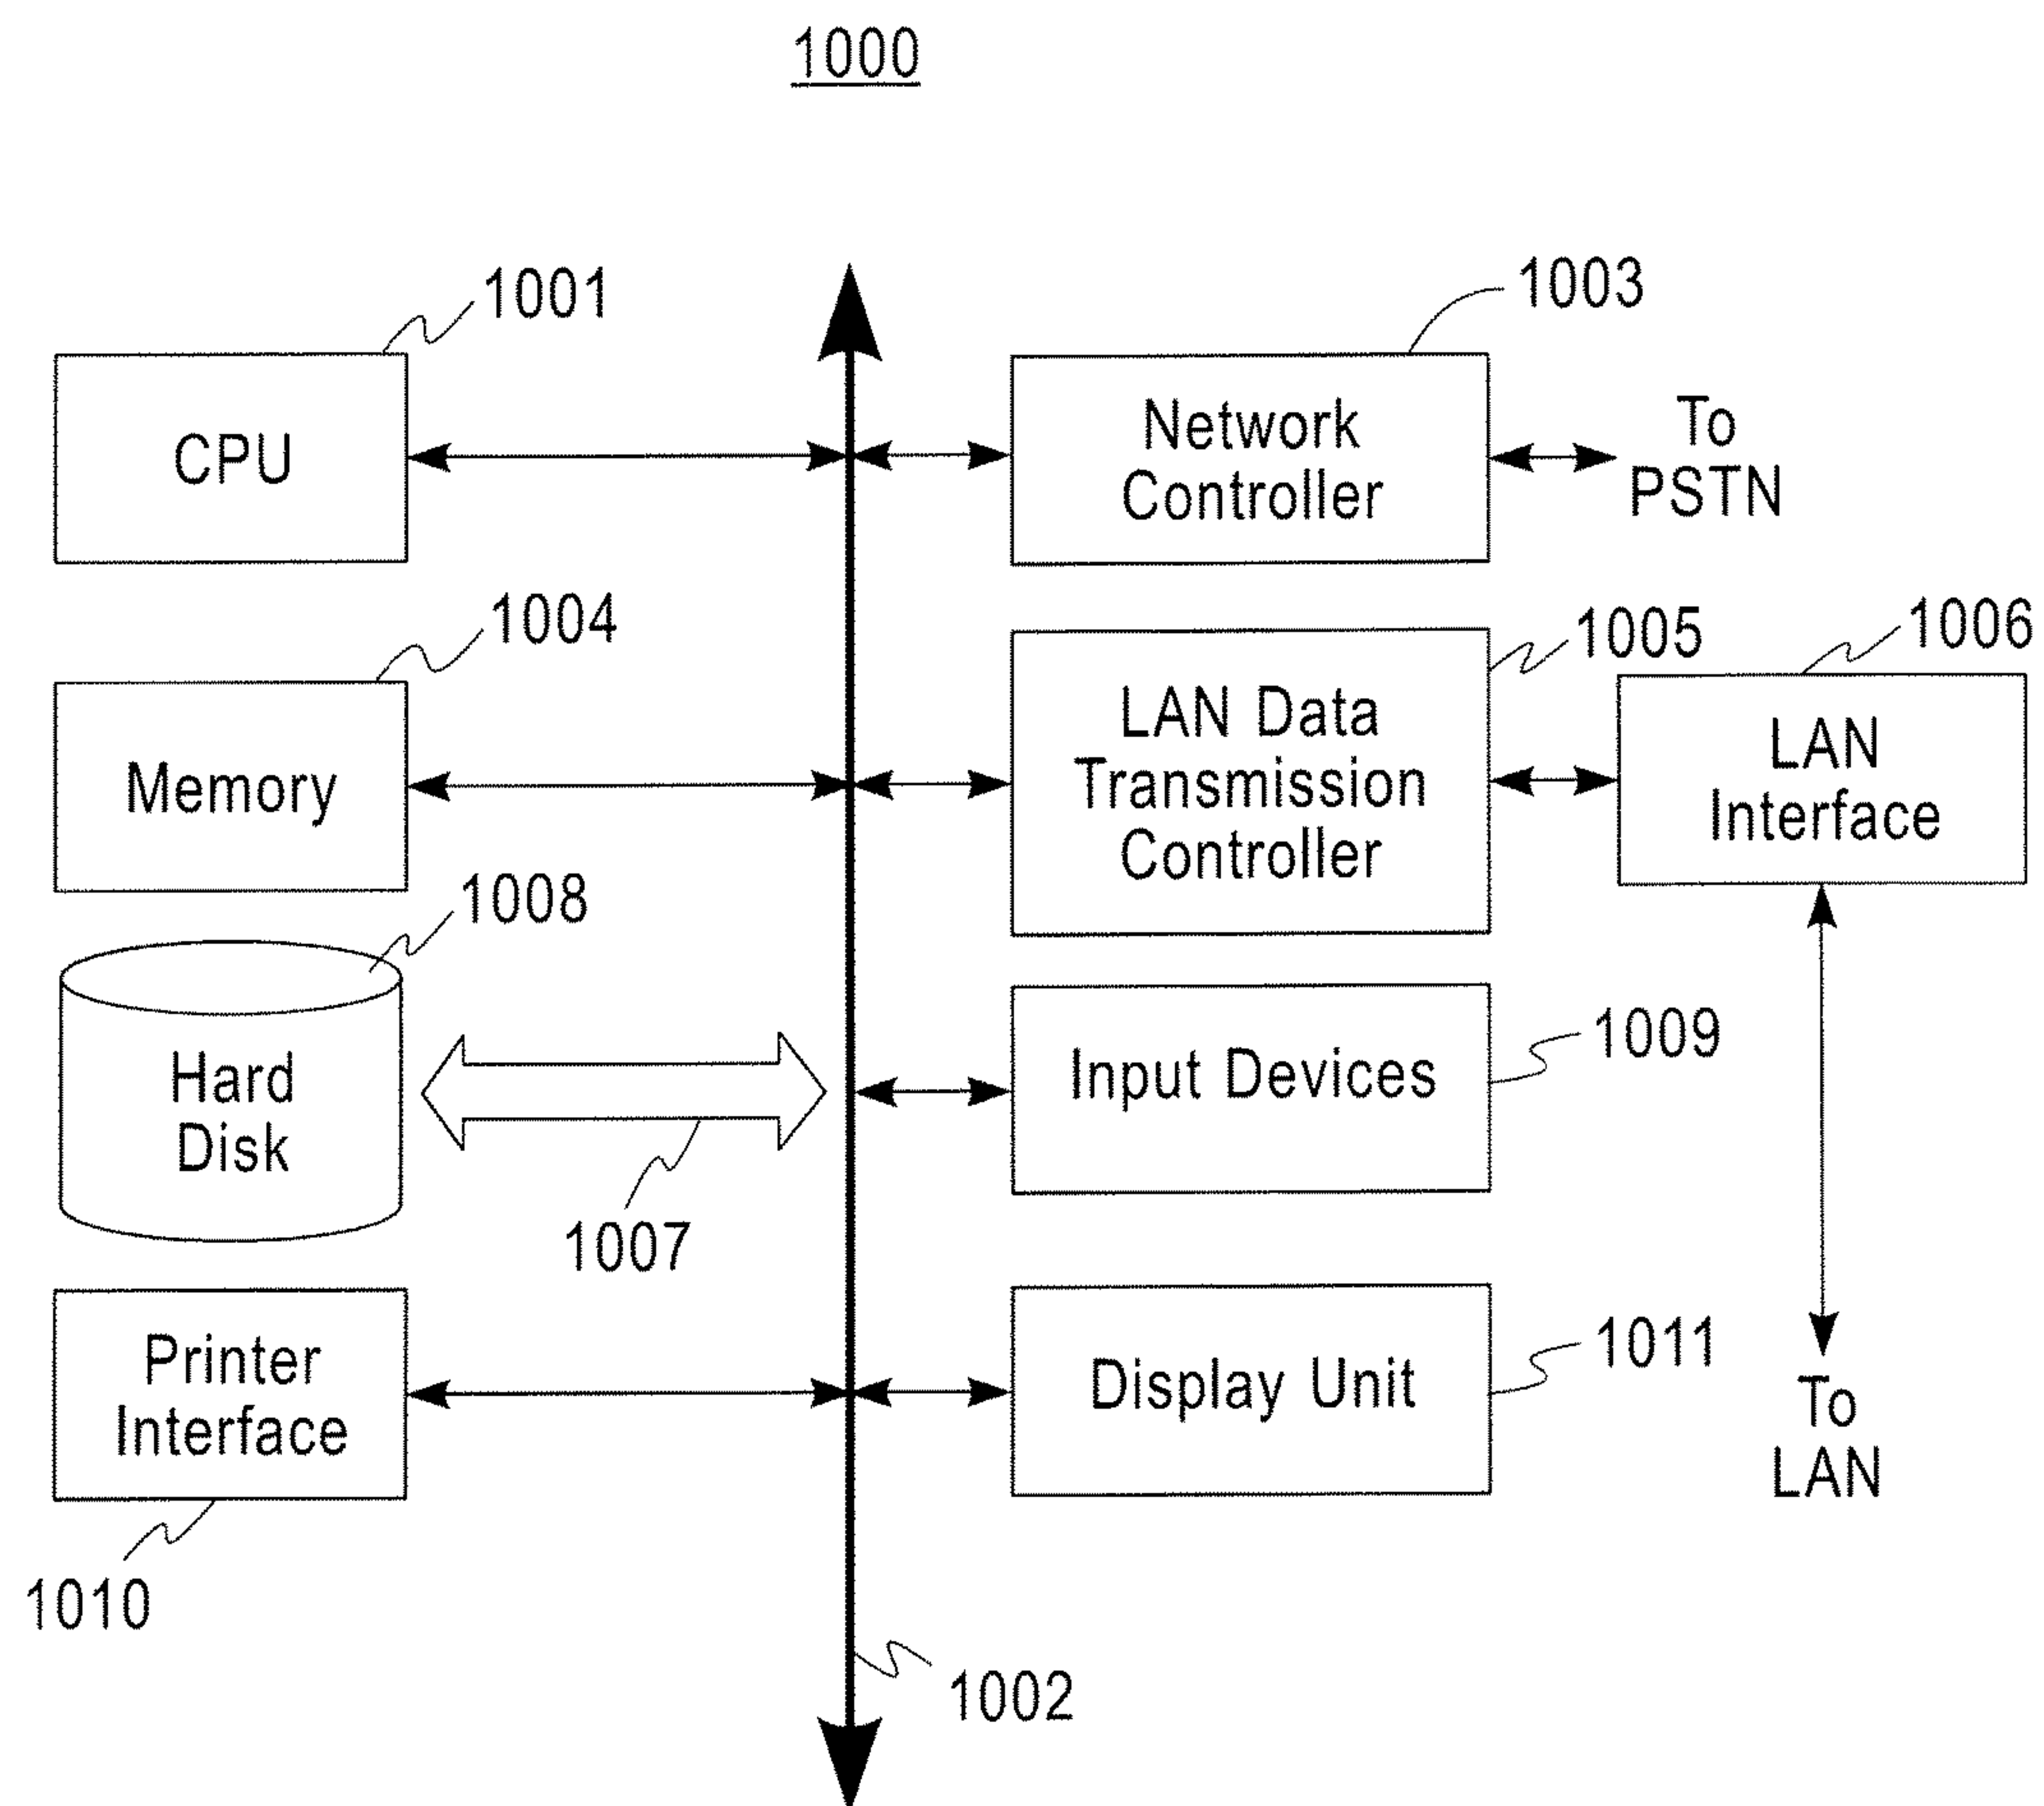 1000
1001
1003
CPU
Network
Controller
To
PSTN
1004
1005
1006
Memory
LAN Data
Transmission
Controller
LAN
Interface
1008
Hard
Disk
1007
Input Devices
1009
Printer
Interface
1010
Display Unit
1011
To
LAN
1002